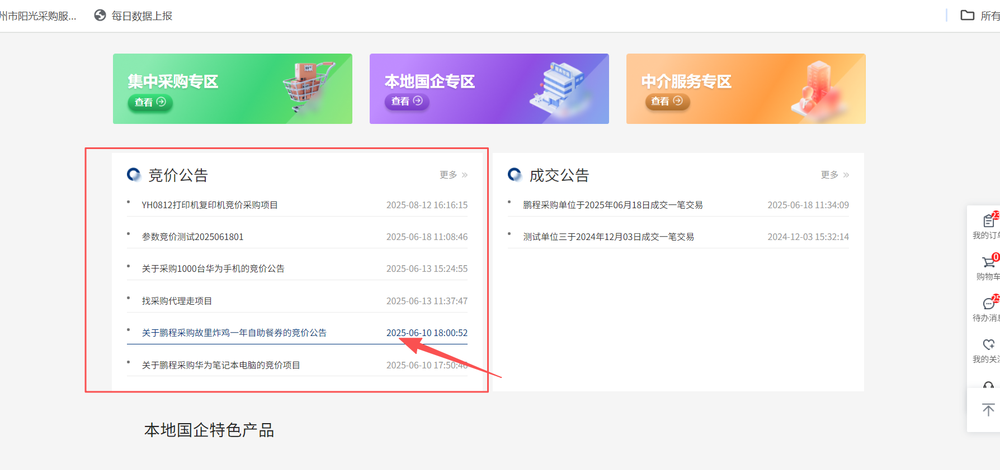 州市阳光采购服...
每日数据上报
所有
集中采购专区
查看
本地国企专区
查看
服务市场
中介服务专区
查看
竞价公告
更多 »
YH0812打印机复印机竞价采购项目 2025-08-12 16:16:15
参数竞价测试2025061801 2025-06-18 11:08:46
关于采购1000台华为手机的竞价公告 2025-06-13 15:24:55
找采购代理走项目 2025-06-13 11:37:47
关于鹏程采购故里炸鸡一年自助餐券的竞价公告 2025-06-10 18:00:52
关于鹏程采购华为笔记本电脑的竞价项目 2025-06-10 17:50:46
成交公告
更多 »
鹏程采购单位于2025年06月18日成交一笔交易 2025-06-18 11:34:09
测试单位三于2024年12月03日成交一笔交易 2024-12-03 15:32:14
23
我的订单
0
购物车
25
待办消息
我的关注
本地国企特色产品